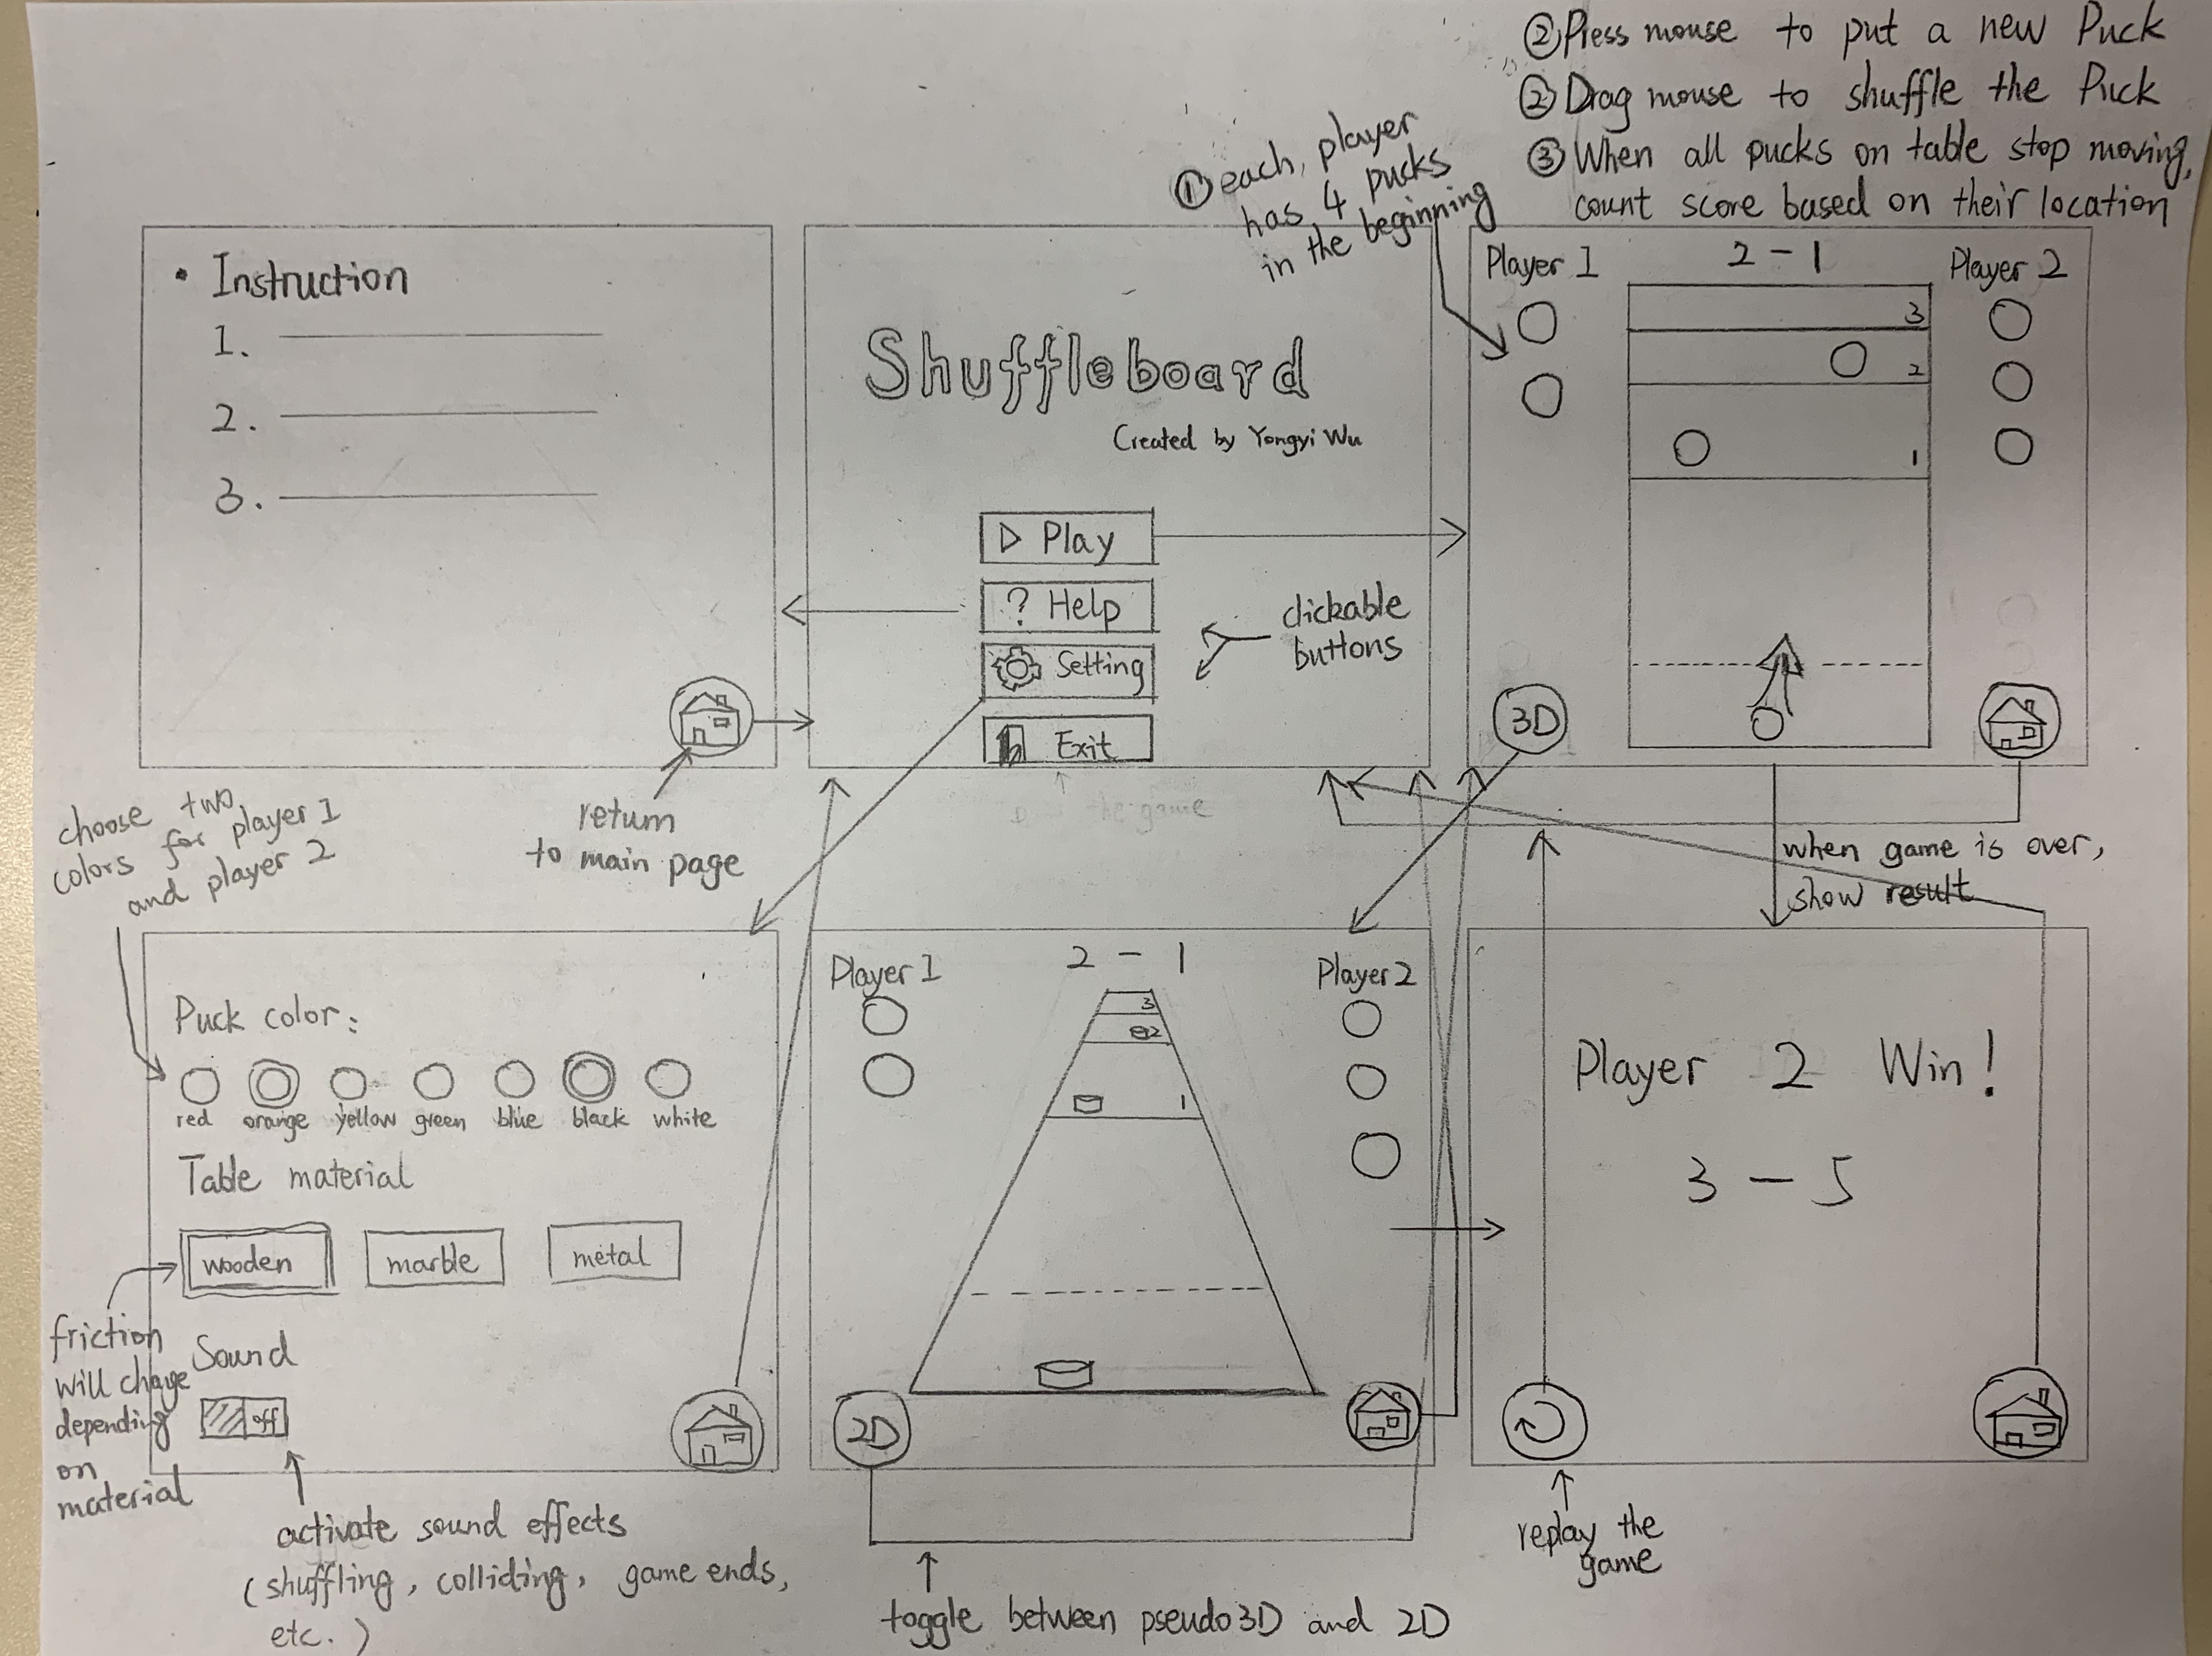 ② Press mouse to put a new Puck
② Drag mouse to shuffle the Puck
③ When all pucks on table stop moving,
count score based on their location
① each player
has 4 pucks
in the beginning
• Instruction
1.
2.
3.
return
to main page
Shuffleboard
Created by Yongyi Wu
▷ Play
? Help
Setting
Exit
clickable
buttons
the game
Player 1
2 - 1
Player 2
3
2
1
3D
when game is over,
show result
choose two
colors for player 1
and player 2
Puck color:
red orange yellow green blue black white
Table material
wooden marble metal
friction
will chage
depending
on
material
Sound
off
activate sound effects
(shuffling, colliding, game ends,
etc.)
Player 1
2 - 1
Player 2
3
2
1
2D
toggle between pseudo 3D and 2D
Player 2 Win!
3 - 5
replay the
game